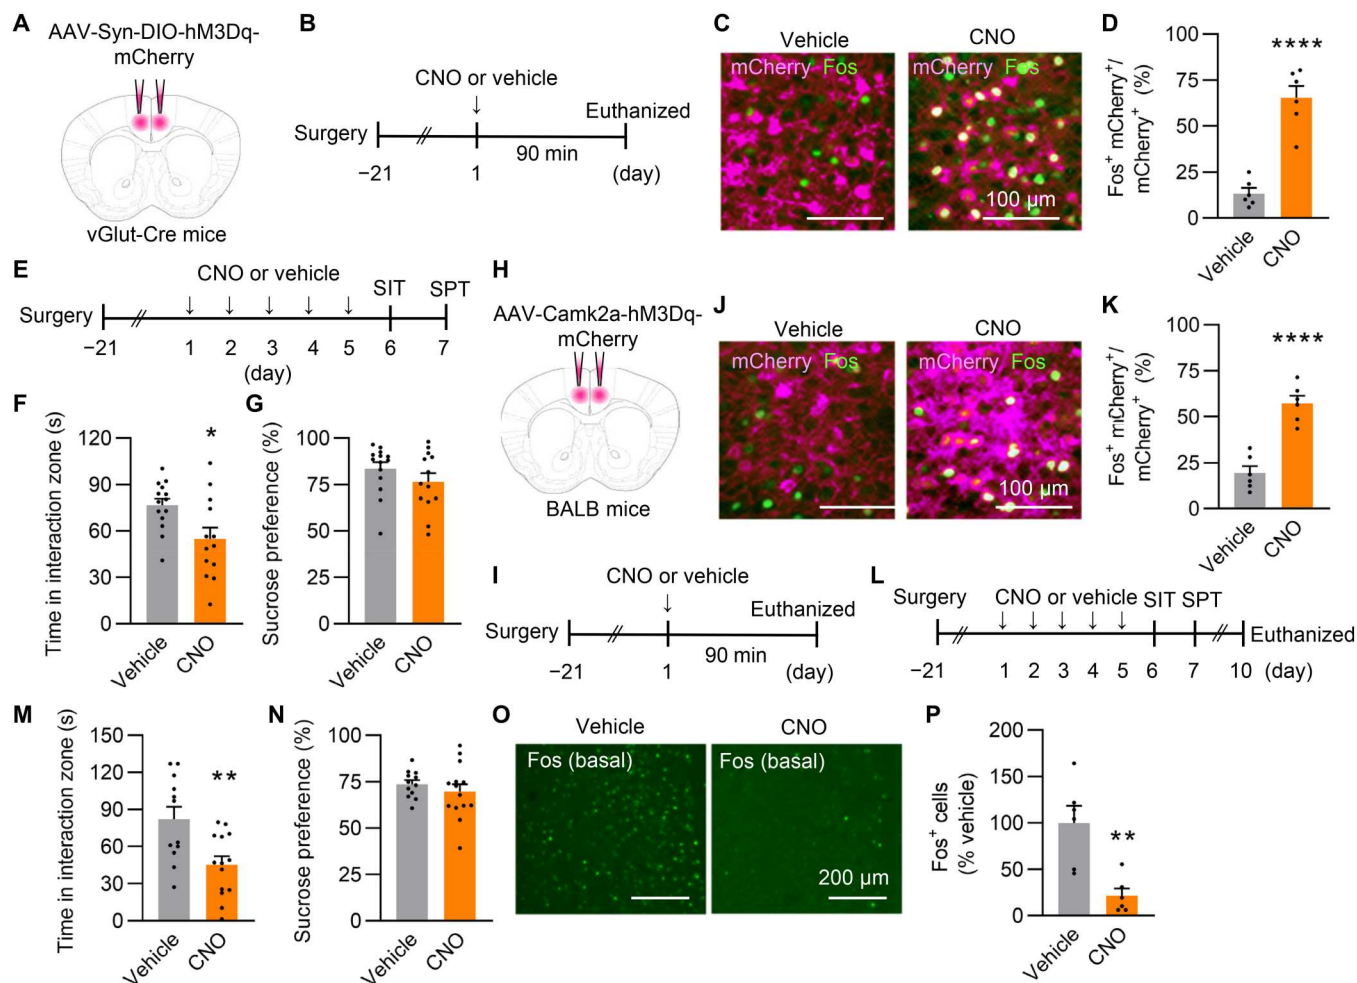 A
AAV-Syn-DIO-hM3Dq-
mCherry
vGlut-Cre mice
B
CNO or vehicle
Euthanized
Surgery
90 min
−21
1
(day)
C
Vehicle
CNO
mCherry Fos
mCherry Fos
100 µm
D
Fos+ mCherry+/
mCherry+ (%)
100
75
50
25
0
****
Vehicle
CNO
E
CNO or vehicle
SIT
SPT
Surgery
−21
1
2
3
4
5
6
7
(day)
F
Time in interaction zone (s)
120
90
60
30
0
*
Vehicle
CNO
G
Sucrose preference (%)
100
75
50
25
0
Vehicle
CNO
H
AAV-Camk2a-hM3Dq-
mCherry
BALB mice
J
Vehicle
CNO
mCherry Fos
mCherry Fos
100 µm
K
Fos+ mCherry+/
mCherry+ (%)
100
75
50
25
0
****
Vehicle
CNO
I
CNO or vehicle
Euthanized
Surgery
90 min
−21
1
(day)
L
Surgery
CNO or vehicle
SIT SPT
Euthanized
−21
1
2
3
4
5
6
7
10
(day)
M
Time in interaction zone (s)
150
120
90
60
30
0
**
Vehicle
CNO
N
Sucrose preference (%)
100
75
50
25
0
Vehicle
CNO
O
Vehicle
CNO
Fos (basal)
Fos (basal)
200 µm
P
Fos+ cells
(% vehicle)
200
150
100
50
0
**
Vehicle
CNO